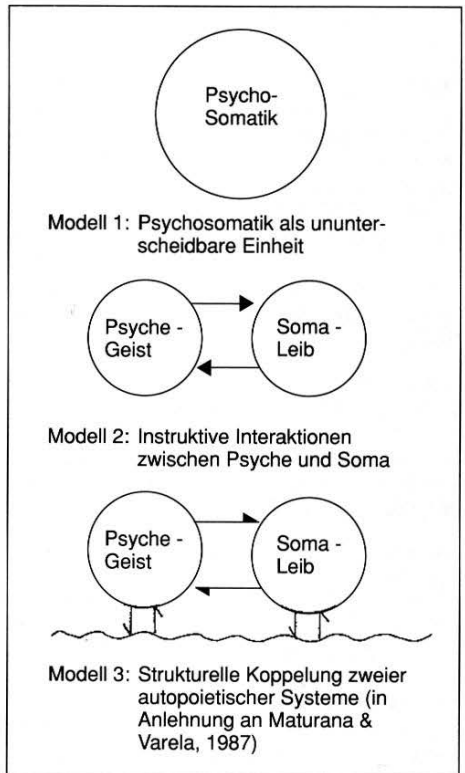 Psycho-
Somatik
Modell 1: Psychosomatik als ununter-
scheidbare Einheit
Psyche -
Geist
Soma -
Leib
Modell 2: Instruktive Interaktionen
zwischen Psyche und Soma
Psyche -
Geist
Soma -
Leib
Modell 3: Strukturelle Koppelung zweier
autopoietischer Systeme (in
Anlehnung an Maturana &
Varela, 1987)